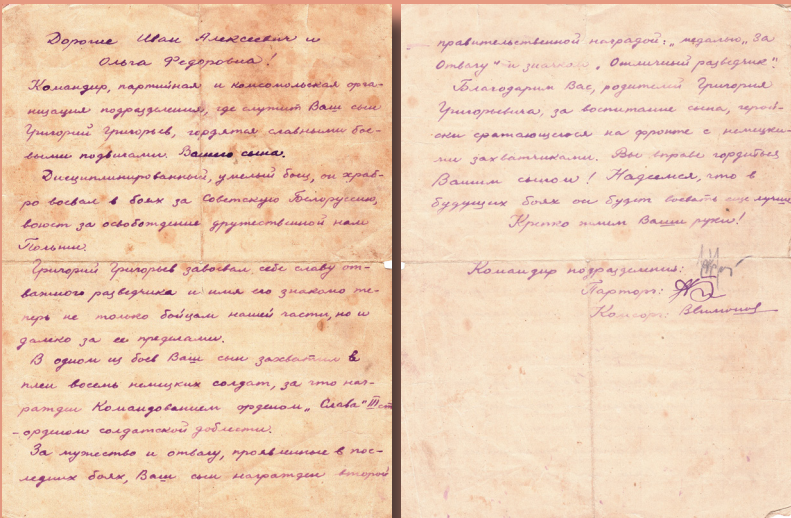 Дорогие Иван Алексеевич и
Ольга Федоровна!
Командир, партийная и комсомольская орга-
низация подразделения, где служит Ваш сын
Григорий Григорьев, гордятся славными бое-
выми подвигами Вашего сына.
Дисциплинированный, умелый боец, он храб-
ро воевал в боях за Советскую Белоруссию,
воюет за освобождение дружественной нам
Польши.
Григорий Григорьев завоевал себе славу от-
важного разведчика и имя его знакомо те-
перь не только бойцам нашей части, но и
далеко за ее пределами.
В одном из боев Ваш сын захватил в
плен восемь немецких солдат, за что наг-
ражден Командованием орденом „Слава" III ст
- орденом солдатской доблести.
За мужество и отвагу, проявленные в пос-
ледних боях, Ваш сын награжден второй
правительственной наградой: „медалью„ За
Отвагу" и значком „Отличный разведчик".
Благодарим Вас, родителей Григория
Григорьевича, за воспитание сына, герой-
ски сражающегося на фронте с немецки-
ми захватчиками. Вы вправе гордиться
Вашим сыном! Надеемся, что в
будущих боях он будет воевать еще лучше
Крепко жмем Ваши руки!
Командир подразделения:
Парторг:
Комсорг: